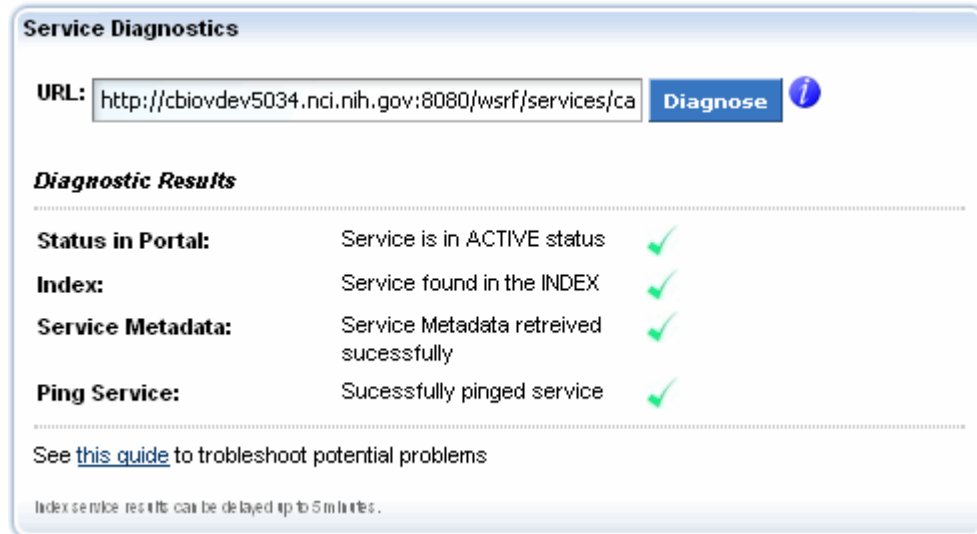 Service Diagnostics
URL: http://cbiovdev5034.nci.nih.gov:8080/wsrf/services/ca Diagnose i
Diagnostic Results
Status in Portal: Service is in ACTIVE status
Index: Service found in the INDEX
Service Metadata: Service Metadata retreived
sucessfully
Ping Service: Sucessfully pinged service
See this guide to trobleshoot potential problems
Index service results can be delayed up to 5 minutes.